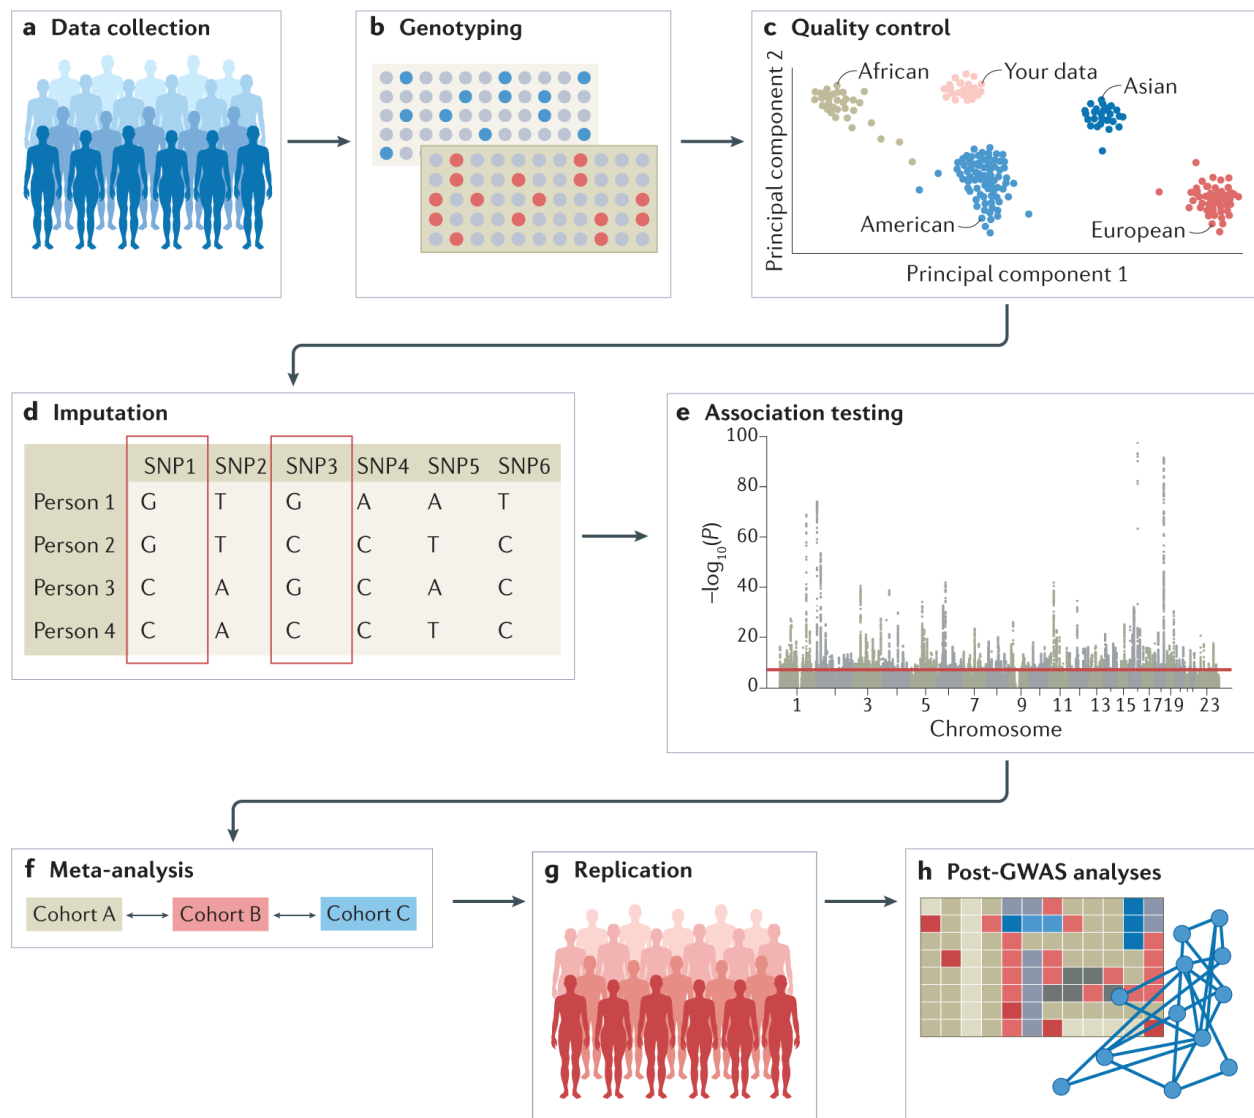 a Data collection
b Genotyping
c Quality control
Principal component 2
African
Your data
Asian
American
European
Principal component 1
d Imputation
SNP1 SNP2 SNP3 SNP4 SNP5 SNP6
Person 1 G T G A A T
Person 2 G T C C T C
Person 3 C A G C A C
Person 4 C A C C T C
e Association testing
100
80
60
40
20
0
–log10(P)
1 3 5 7 9 11 13 15 17 19 23
Chromosome
f Meta-analysis
Cohort A
Cohort B
Cohort C
g Replication
h Post-GWAS analyses